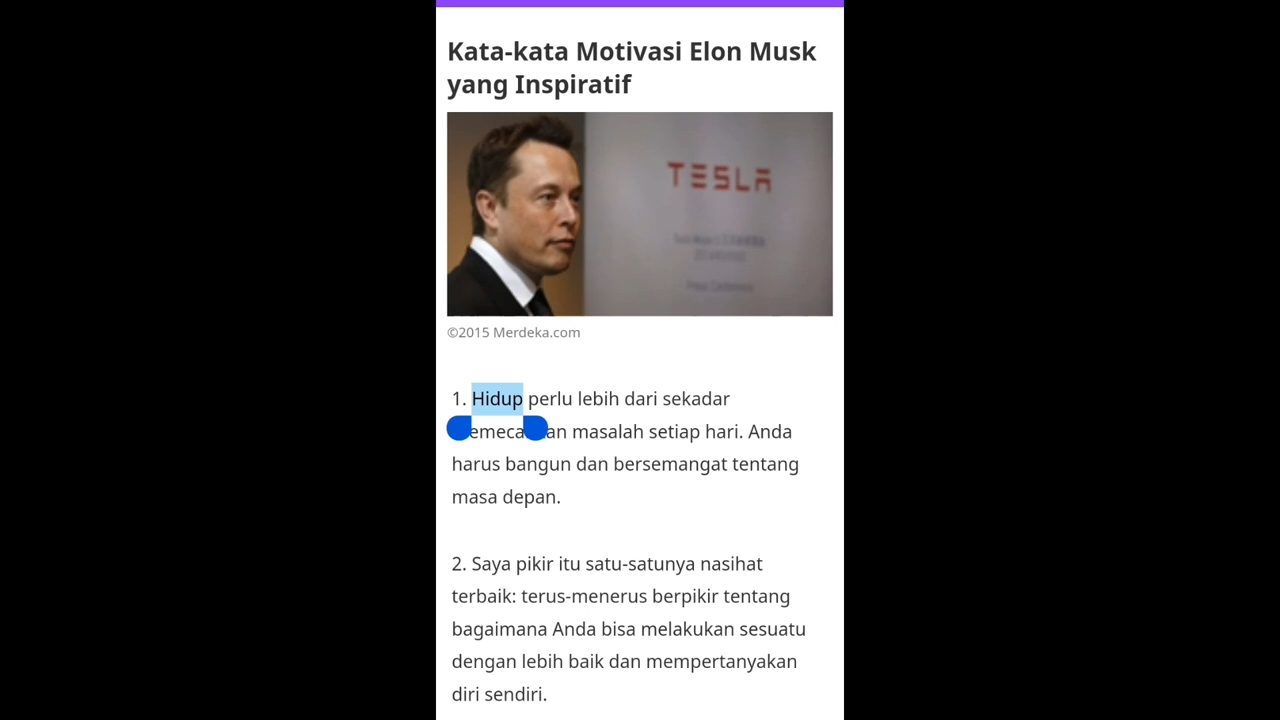 Kata-kata Motivasi Elon Musk
yang Inspiratif
TESLA
©2015 Merdeka.com
1. Hidup perlu lebih dari sekadar
masalah setiap hari. Anda
harus bangun dan bersemangat tentang
masa depan.
2. Saya pikir itu satu-satunya nasihat
terbaik: terus-menerus berpikir tentang
bagaimana Anda bisa melakukan sesuatu
dengan lebih baik dan mempertanyakan
diri sendiri.